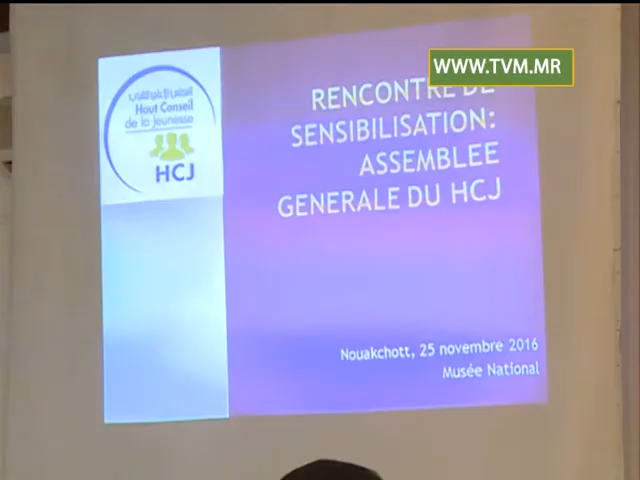 WWW.TVM.MR
Haut Conseil
de la Jeunesse
HCJ
RENCONTRE DE
SENSIBILISATION:
ASSEMBLEE
GENERALE DU HCJ
Nouakchott, 25 novembre 2016
Musée National